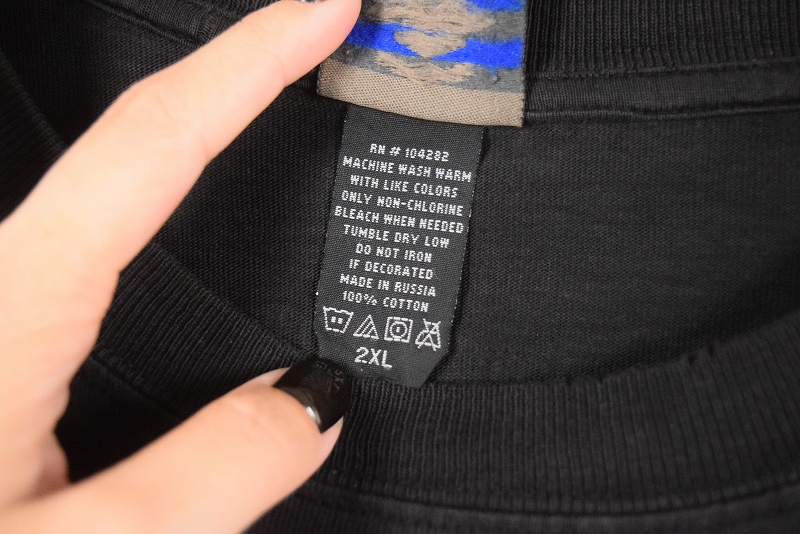 RN # 104282
MACHINE WASH WARM
WITH LIKE COLORS
ONLY NON-CHLORINE
BLEACH WHEN NEEDED
TUMBLE DRY LOW
DO NOT IRON
IF DECORATED
MADE IN RUSSIA
100% COTTON
2XL